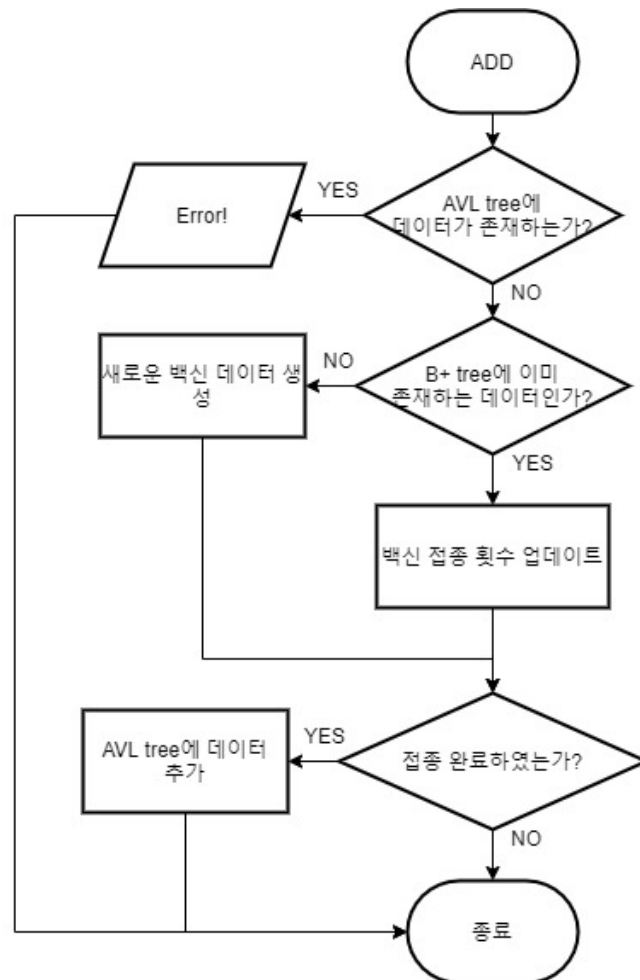 ADD
AVL tree에
데이터가 존재하는가?
YES
Error!
NO
B+ tree에 이미
존재하는 데이터인가?
NO
새로운 백신 데이터 생
성
YES
백신 접종 횟수 업데이트
접종 완료하였는가?
YES
AVL tree에 데이터
추가
NO
종료